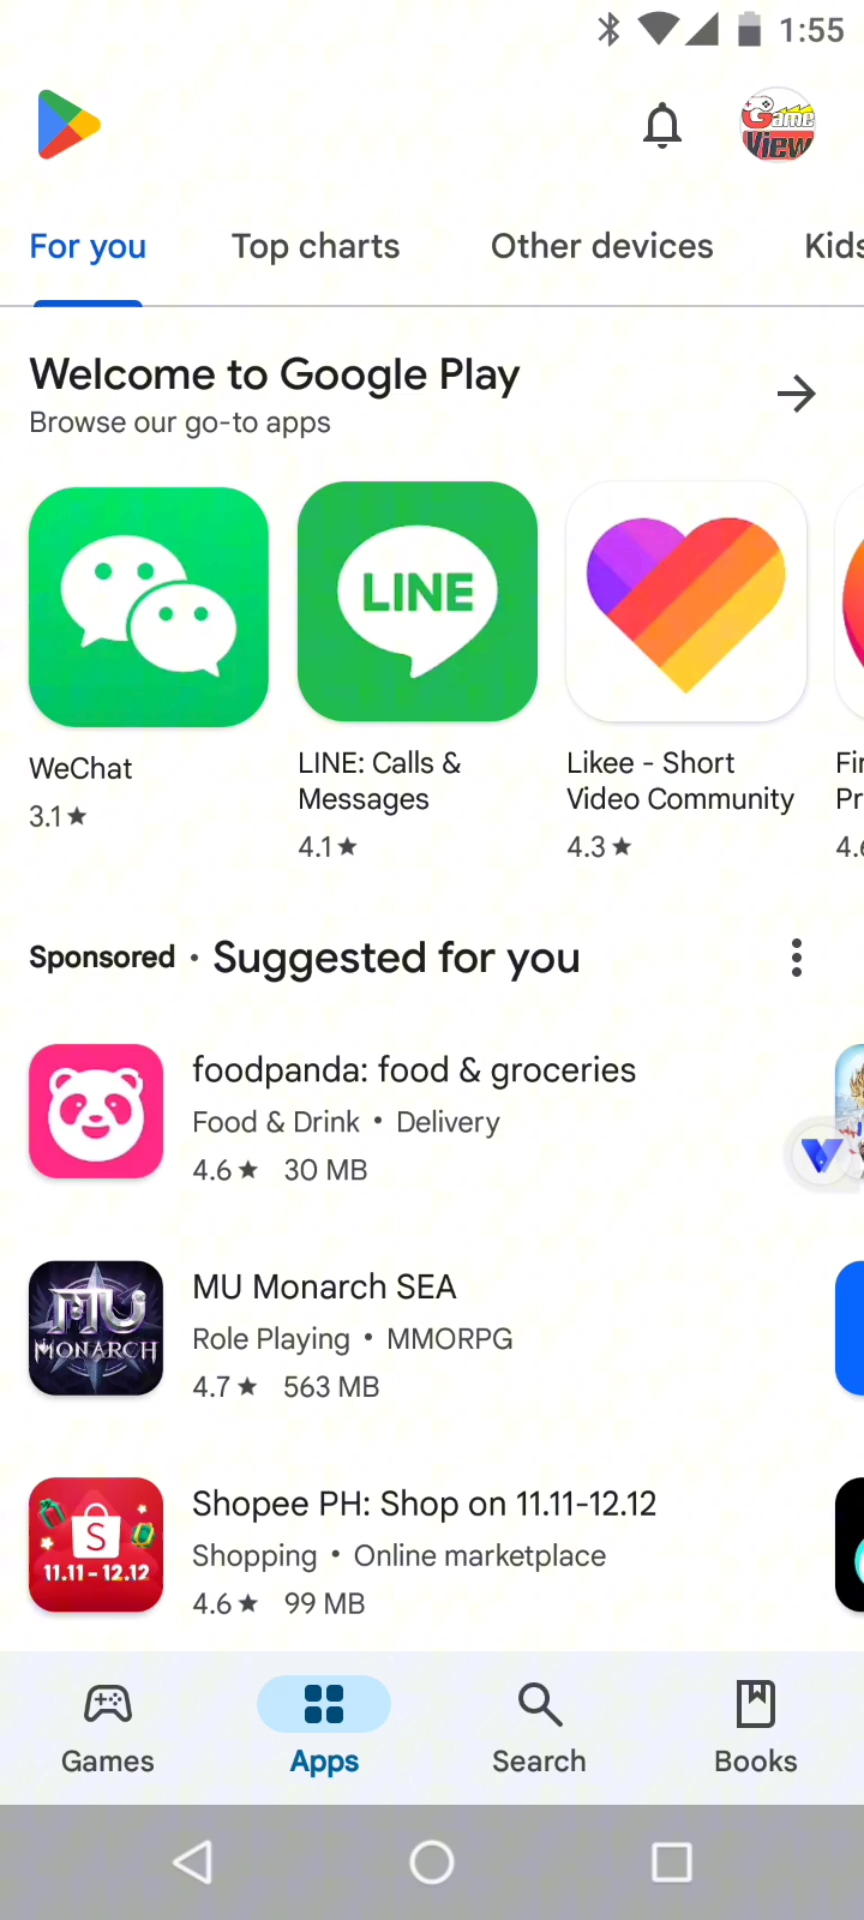 1:55
Game
View
For you
Top charts
Other devices
Kids
Welcome to Google Play
Browse our go-to apps
LINE
WeChat
3.1★
LINE: Calls &
Messages
4.1★
Likee - Short
Video Community
4.3★
Sponsored • Suggested for you
foodpanda: food & groceries
Food & Drink • Delivery
4.6★ 30 MB
MU
MONARCH
MU Monarch SEA
Role Playing • MMORPG
4.7★ 563 MB
S
11.11-12.12
Shopee PH: Shop on 11.11-12.12
Shopping • Online marketplace
4.6★ 99 MB
Games
Apps
Search
Books